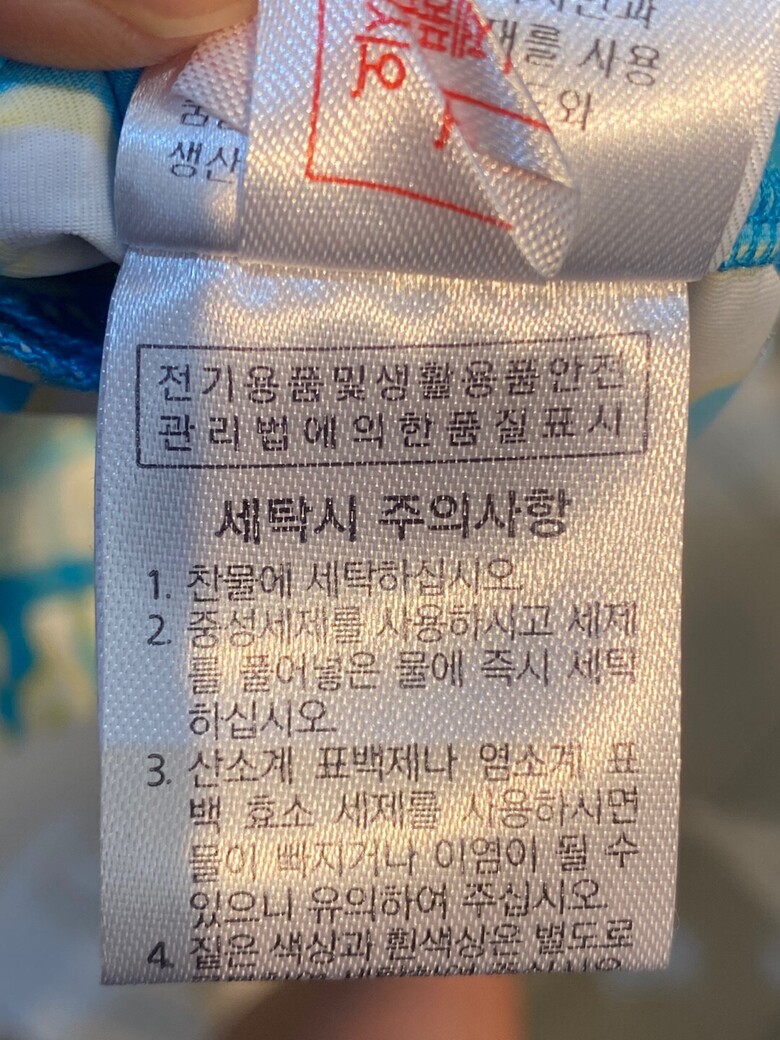 시오
재를 시용
와
생산
전기용품및생활용품안전
관리법에의한품질표시
세탁시 주의사항
1. 찬물에 세탁하십시오.
2. 중성세제를 사용하시고 세제
를 풀어넣은 물에 즉시 세탁
하십시오.
3. 산소계 표백제나 염소계 표
백 효소 세제를 사용하시면
물이 빠지거나 이염이 될 수
있으니 유의하여 주십시오.
4. 짙은 색상과 흰색상은 별도로